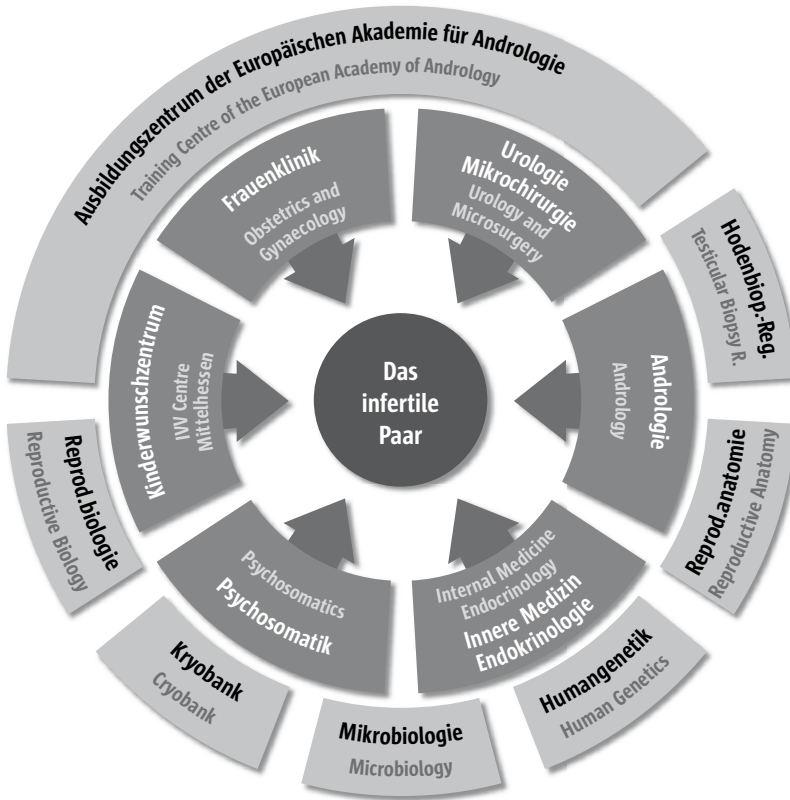 Ausbildungszentrum der Europäischen Akademie für Andrologie
Training Centre of the European Academy of Andrology
Frauenklinik
Obstetrics and
Gynaecology
Urologie
Mikrochirurgie
Urology and
Microsurgery
Hodenbiop.-Reg.
Testicular Biopsy R.
Kinderwunschzentrum
IVV Centre
Mittelhessen
Das
infertile
Paar
Andrologie
Andrology
Reprod.biologie
Reproductive Biology
Reprod.anatomie
Reproductive Anatomy
Psychosomatics
Psychosomatik
Internal Medicine
Endocrinology
Innere Medizin
Endokrinologie
Kryobank
Cryobank
Mikrobiologie
Microbiology
Humangenetik
Human Genetics